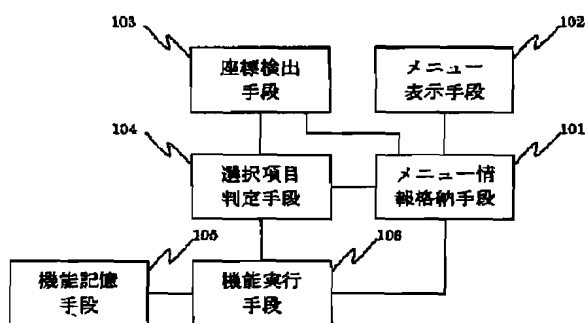 103
座標検出
手段
102
メニュー
表示手段
104
選択項目
判定手段
101
メニュー情
報格納手段
105
機能記憶
手段
106
機能実行
手段